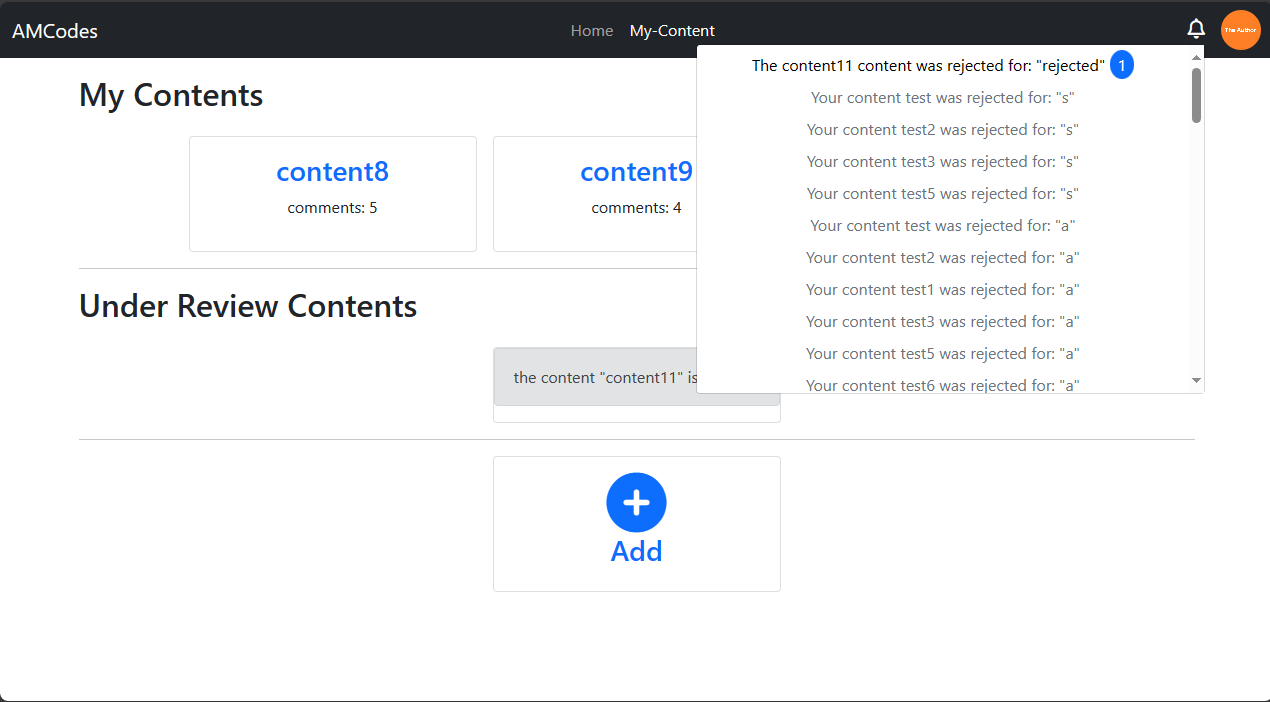 AMCodes
Home My-Content
The Author
The content11 content was rejected for: "rejected" 1
Your content test was rejected for: "s"
Your content test2 was rejected for: "s"
Your content test3 was rejected for: "s"
Your content test5 was rejected for: "s"
Your content test was rejected for: "a"
Your content test2 was rejected for: "a"
Your content test1 was rejected for: "a"
Your content test3 was rejected for: "a"
Your content test5 was rejected for: "a"
Your content test6 was rejected for: "a"
My Contents
content8
comments: 5
content9
comments: 4
Under Review Contents
the content "content11" is
Add